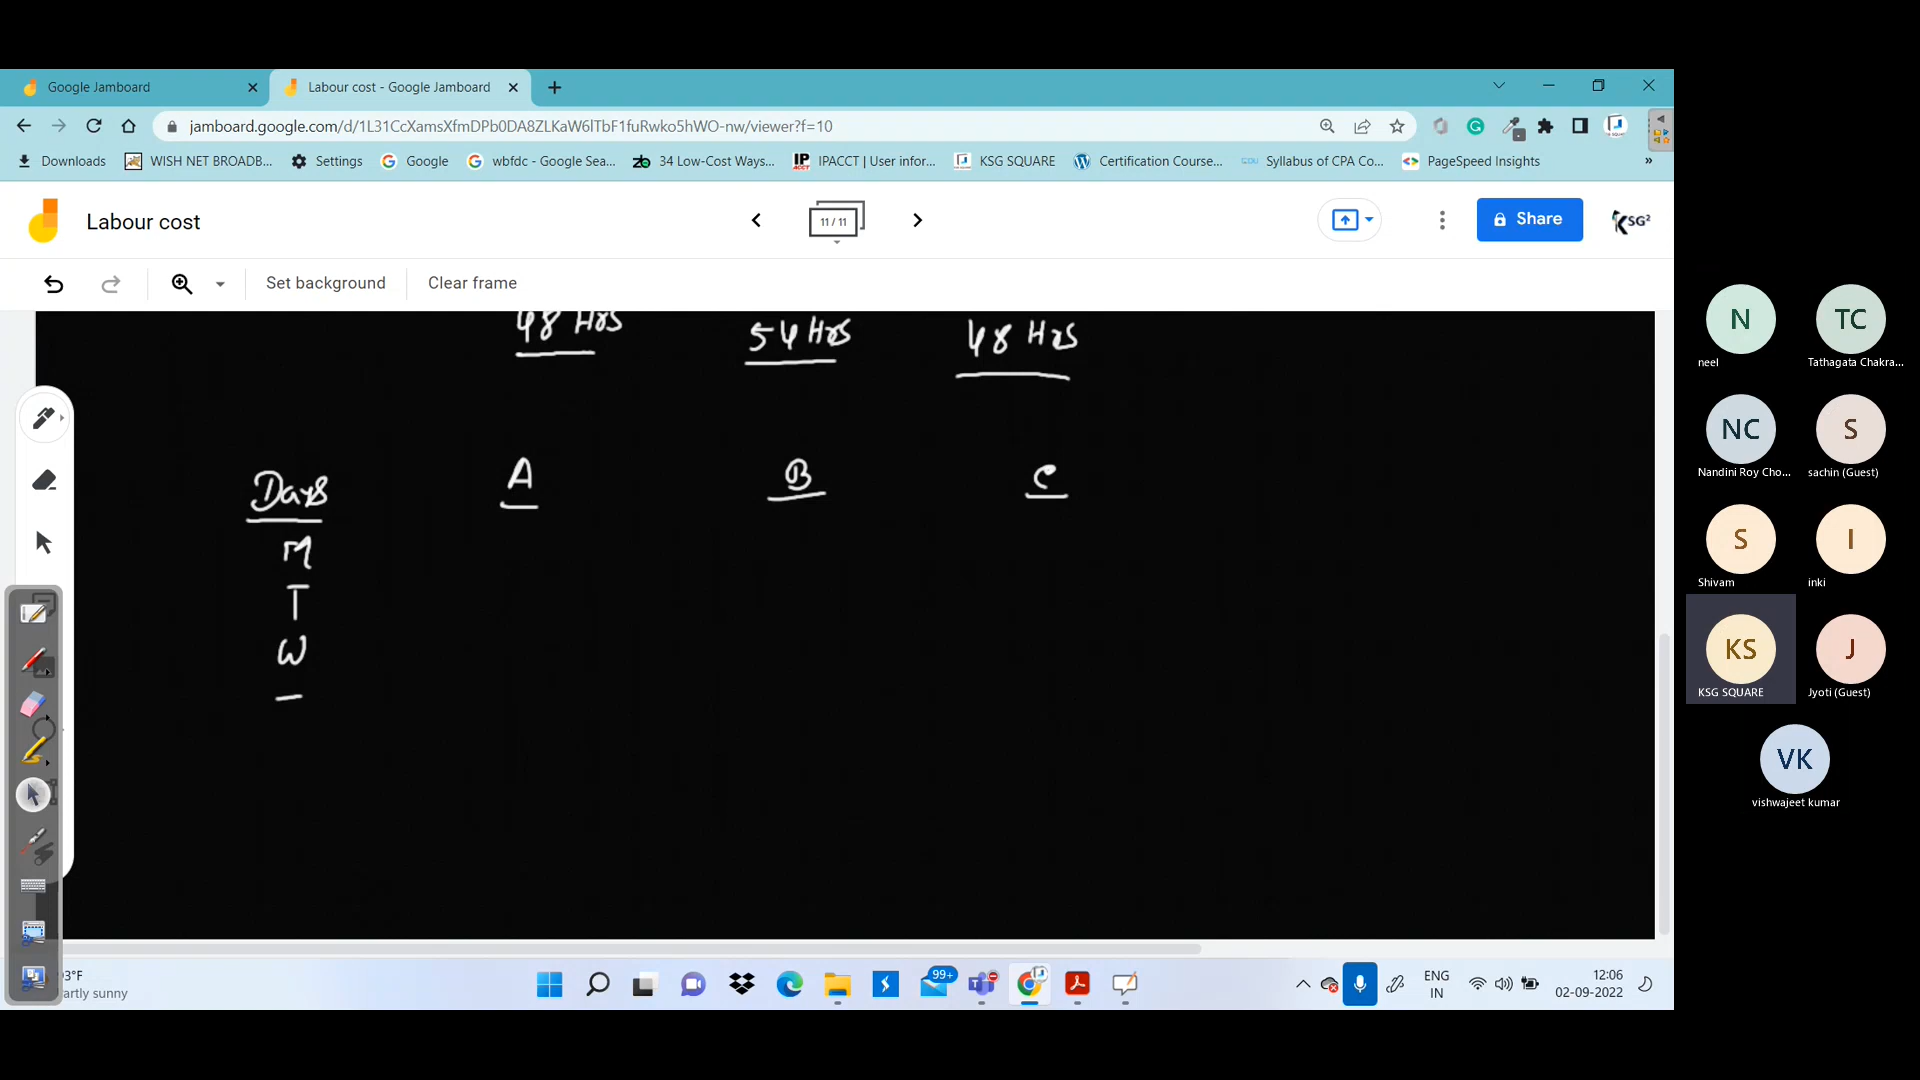 Google Jamboard
Labour cost - Google Jamboard
jamboard.google.com/d/1L31CcXamsXfmDPb0DA8ZLKaW6lTbF1fuRwko5hWO-nw/viewer?f=10
Downloads WISH NET BROADB... Settings Google wbfdc - Google Sea... 34 Low-Cost Ways... IPACCT | User infor... KSG SQUARE Certification Course... Syllabus of CPA Co... PageSpeed Insights »
Labour cost
11 / 11
Share
KSG²
Set background
Clear frame
48 Hrs 54 Hrs 48 Hrs
Days A B C
M
T
W
N
neel
TC
Tathagata Chakra...
NC
Nandini Roy Cho...
S
sachin (Guest)
S
Shivam
I
inki
KS
KSG SQUARE
J
Jyoti (Guest)
VK
vishwajeet kumar
93°F
artly sunny
99+
ENG
IN
12:06
02-09-2022